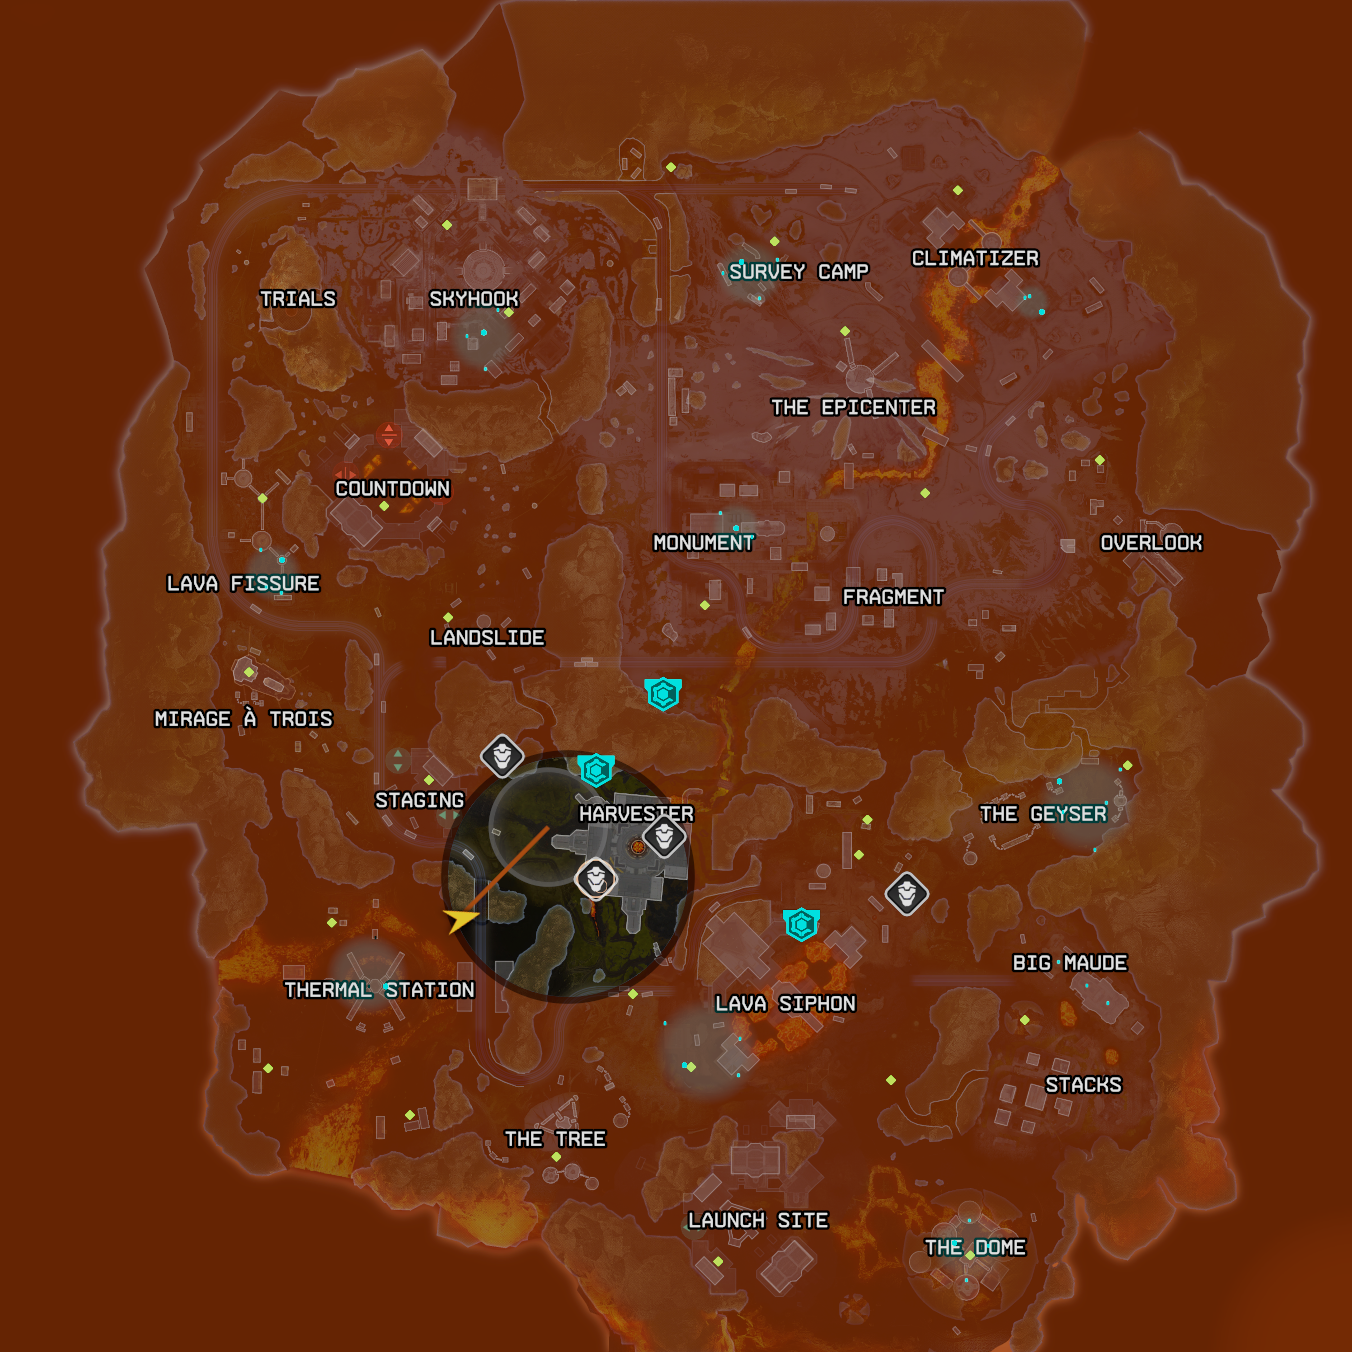 CLIMATIZER
SURVEY CAMP
TRIALS
SKYHOOK
THE EPICENTER
COUNTDOWN
MONUMENT
OVERLOOK
LAVA FISSURE
FRAGMENT
LANDSLIDE
MIRAGE À TROIS
STAGING
HARVESTER
THE GEYSER
BIG MAUDE
THERMAL STATION
LAVA SIPHON
STACKS
THE TREE
LAUNCH SITE
THE DOME